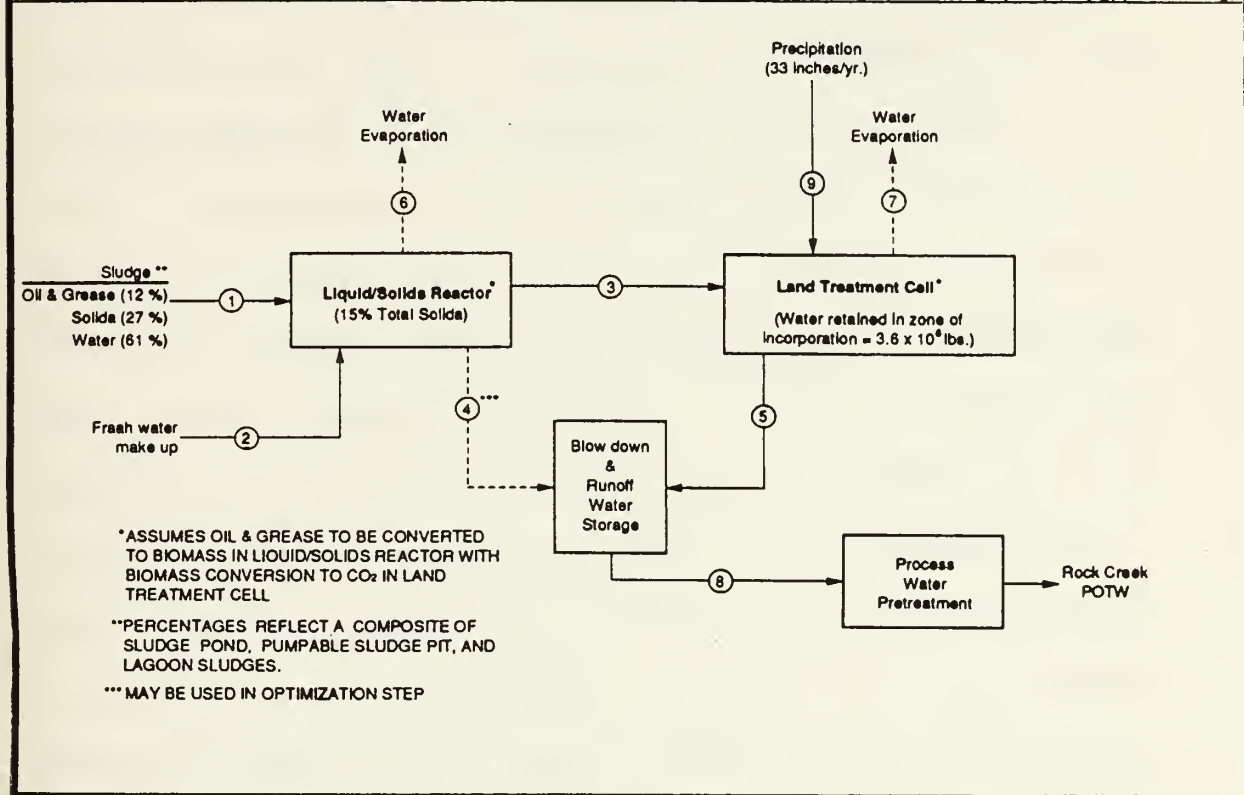 Precipitation
(33 inches/yr.)
Water
Evaporation
Water
Evaporation
9
6
7
Sludge **
Oil & Grease (12 %)
Solida (27 %)
Water (61 %)
1
Liquid/Solids Reactor*
(15% Total Solids)
3
Land Treatment Cell*
(Water retained in zone of
incorporation = 3.6 x 10⁶ lbs.)
4 ***
5
Fraah water
make up
2
Blow down
&
Runoff
Water
Storage
*ASSUMES OIL & GREASE TO BE CONVERTED
TO BIOMASS IN LIQUID/SOLIDS REACTOR WITH
BIOMASS CONVERSION TO CO₂ IN LAND
TREATMENT CELL
8
Process
Water
Pretreatment
Rock Creek
POTW
**PERCENTAGES REFLECT A COMPOSITE OF
SLUDGE POND, PUMPABLE SLUDGE PIT, AND
LAGOON SLUDGES.
*** MAY BE USED IN OPTIMIZATION STEP